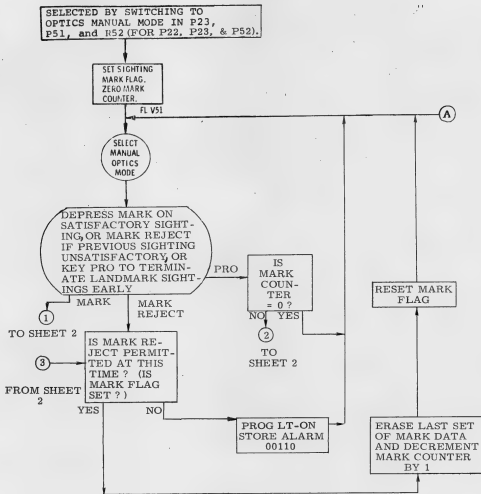 SELECTED BY SWITCHING TO
OPTICS MANUAL MODE IN P23,
P51, and R52 (FOR P22, P23, & P52).
SET SIGHTING
MARK FLAG.
ZERO MARK
COUNTER.
FL V51
A
SELECT
MANUAL
OPTICS
MODE
DEPRESS MARK ON
SATISFACTORY SIGHT-
ING, OR MARK REJECT
IF PREVIOUS SIGHTING
UNSATISFACTORY, OR
KEY PRO TO TERMIN-
ATE LANDMARK SIGHT-
INGS EARLY
PRO
MARK
MARK
REJECT
1
TO SHEET 2
IS
MARK
COUN-
TER
= 0 ?
NO YES
2
TO
SHEET 2
RESET MARK
FLAG
3
FROM SHEET
2
IS MARK RE-
JECT PERMIT-
TED AT THIS
TIME ? (IS
MARK FLAG
SET ?)
YES
NO
PROG LT-ON
STORE ALARM
00110
ERASE LAST SET
OF MARK DATA
AND DECREMENT
MARK COUNTER
BY 1